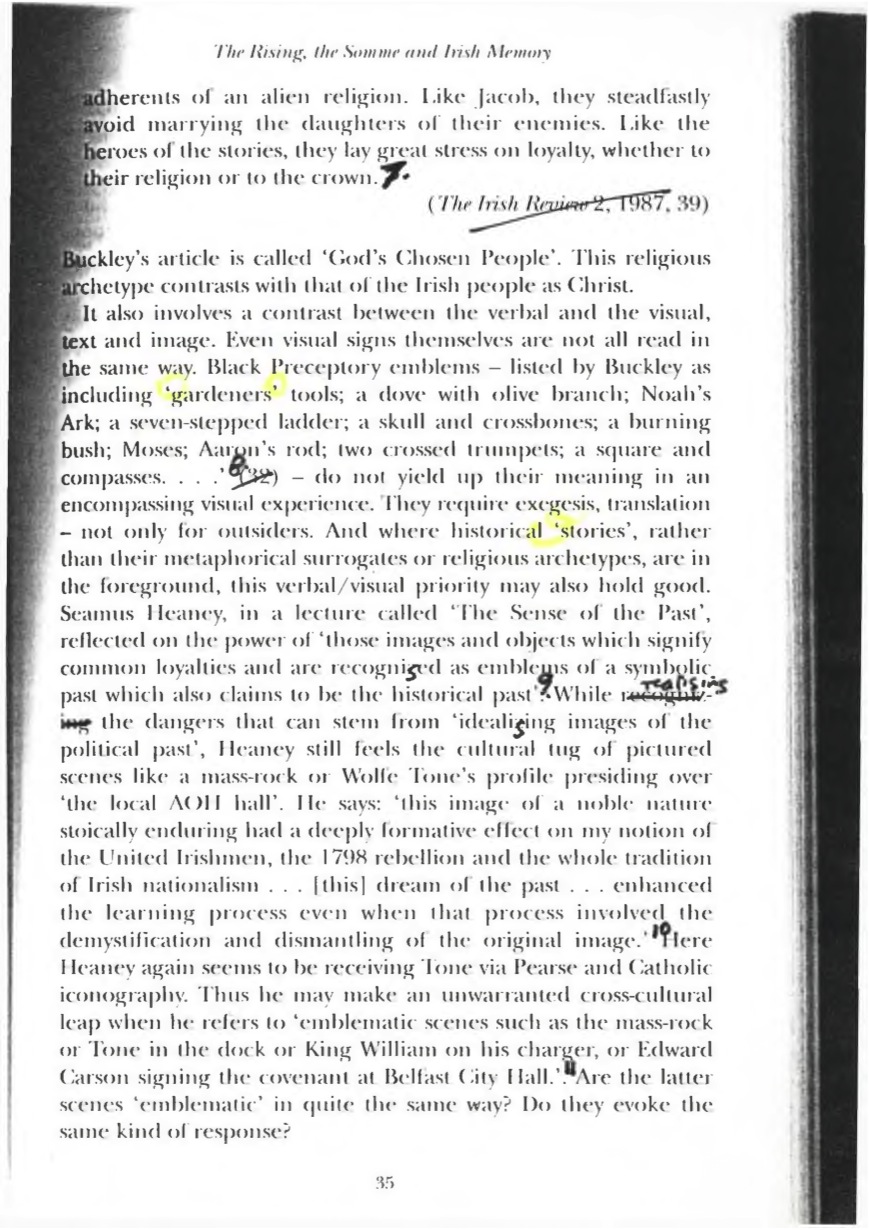 The Rising, the Somme and Irish Memory
adherents of an alien religion. Like Jacob, they steadfastly
avoid marrying the daughters of their enemies. Like the
heroes of the stories, they lay great stress on loyalty, whether to
their religion or to the crown. 7.
(The Irish Review 2, 1987, 39)
Buckley's article is called 'God's Chosen People'. This religious
archetype contrasts with that of the Irish people as Christ.
It also involves a contrast between the verbal and the visual,
text and image. Even visual signs themselves are not all read in
the same way. Black Preceptory emblems – listed by Buckley as
including 'gardeners' tools; a dove with olive branch; Noah's
Ark; a seven-stepped ladder; a skull and crossbones; a burning
bush; Moses; Aaron's rod; two crossed trumpets; a square and
compasses. . . .' 8 (32) – do not yield up their meaning in an
encompassing visual experience. They require exegesis, translation
– not only for outsiders. And where historical 'stories', rather
than their metaphorical surrogates or religious archetypes, are in
the foreground, this verbal/visual priority may also hold good.
Seamus Heaney, in a lecture called 'The Sense of the Past',
reflected on the power of 'those images and objects which signify
common loyalties and are recognised as emblems of a symbolic
past which also claims to be the historical past'. 9 While recogniz- realising
ing the dangers that can stem from 'idealising images of the
political past', Heaney still feels the cultural tug of pictured
scenes like a mass-rock or Wolfe Tone's profile presiding over
'the local AOH hall'. He says: 'this image of a noble nature
stoically enduring had a deeply formative effect on my notion of
the United Irishmen, the 1798 rebellion and the whole tradition
of Irish nationalism . . . [this] dream of the past . . . enhanced
the learning process even when that process involved the
demystification and dismantling of the original image.' 10 Here
Heaney again seems to be receiving Tone via Pearse and Catholic
iconography. Thus he may make an unwarranted cross-cultural
leap when he refers to 'emblematic scenes such as the mass-rock
or Tone in the dock or King William on his charger, or Edward
Carson signing the covenant at Belfast City Hall.'. 11 Are the latter
scenes 'emblematic' in quite the same way? Do they evoke the
same kind of response?
35